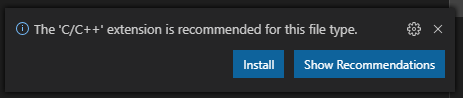 The 'C/C++' extension is recommended for this file type.
Install
Show Recommendations